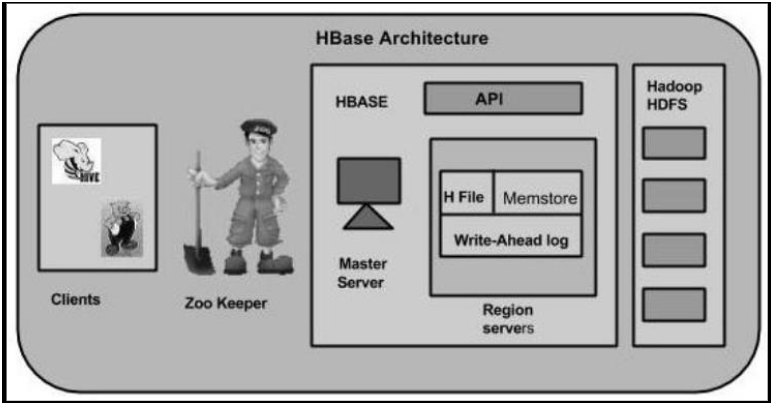 HBase Architecture
HIVE
Clients
Zoo Keeper
HBASE
API
Master
Server
H File
Memstore
Write-Ahead log
Region
servers
Hadoop
HDFS